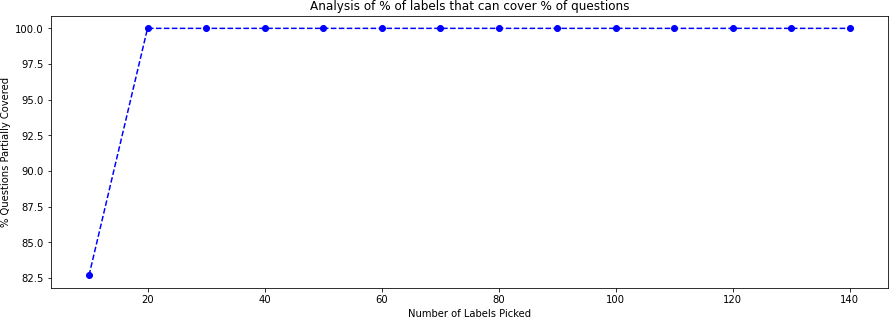 Analysis of % of labels that can cover % of questions
% Questions Partially Covered
100.0
97.5
95.0
92.5
90.0
87.5
85.0
82.5
20 40 60 80 100 120 140
Number of Labels Picked